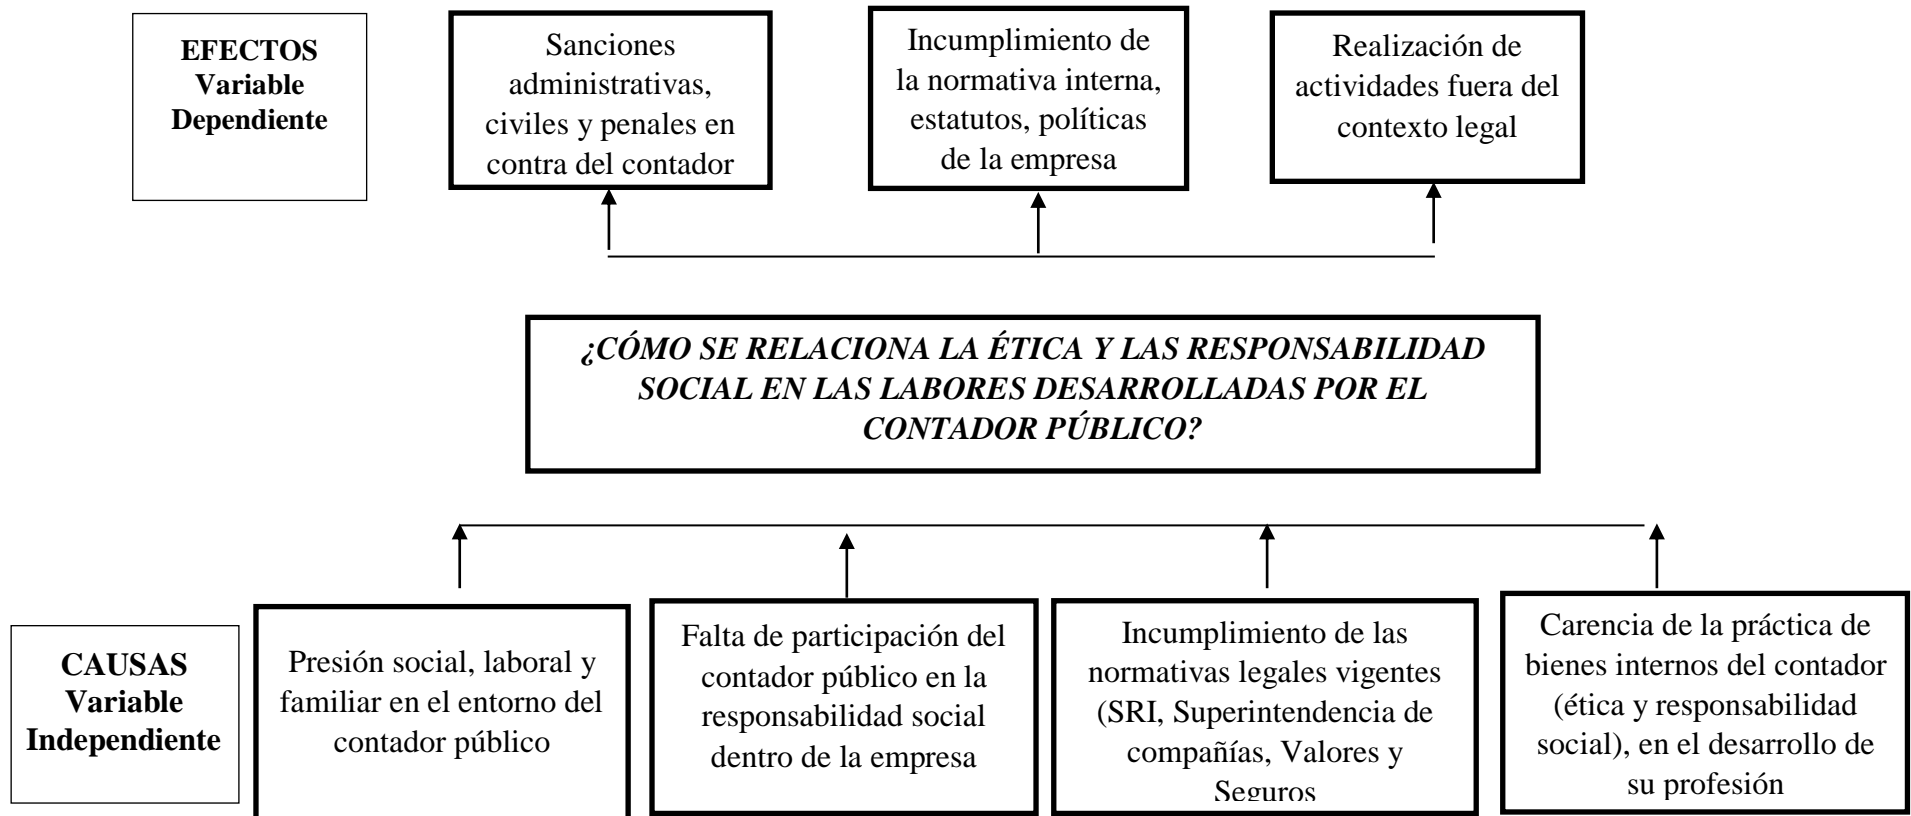 EFECTOS
Variable
Dependiente
Sanciones
administrativas,
civiles y penales en
contra del contador
Incumplimiento de
la normativa interna,
estatutos, políticas
de la empresa
Realización de
actividades fuera del
contexto legal
¿CÓMO SE RELACIONA LA ÉTICA Y LAS RESPONSABILIDAD
SOCIAL EN LAS LABORES DESARROLLADAS POR EL
CONTADOR PÚBLICO?
CAUSAS
Variable
Independiente
Presión social, laboral y
familiar en el entorno del
contador público
Falta de participación del
contador público en la
responsabilidad social
dentro de la empresa
Incumplimiento de las
normativas legales vigentes
(SRI, Superintendencia de
compañías, Valores y
Seguros
Carencia de la práctica de
bienes internos del contador
(ética y responsabilidad
social), en el desarrollo de
su profesión